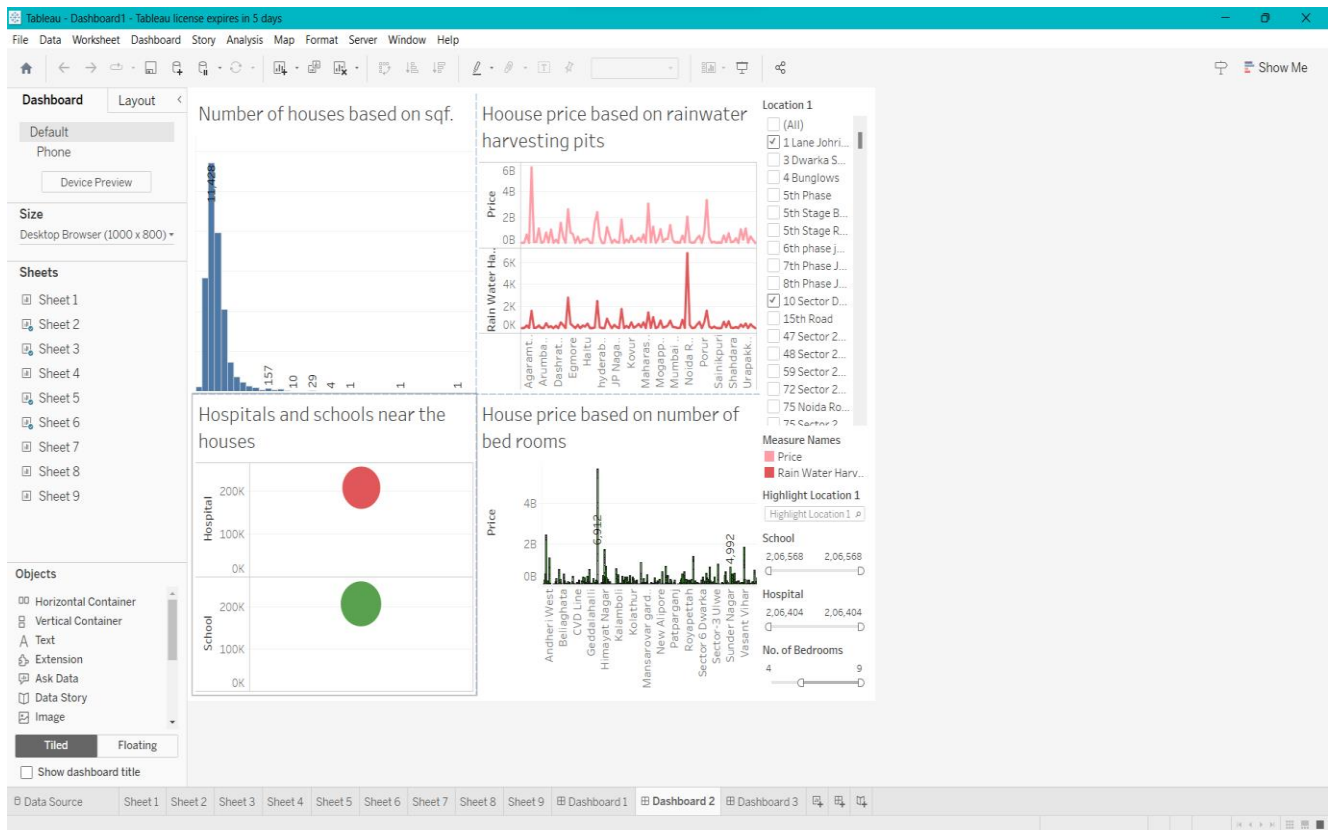 Tableau - Dashboard1 - Tableau license expires in 5 days
File Data Worksheet Dashboard Story Analysis Map Format Server Window Help
Show Me
Dashboard Layout
Default
Phone
Device Preview
Size
Desktop Browser (1000 x 800)
Sheets
Sheet 1
Sheet 2
Sheet 3
Sheet 4
Sheet 5
Sheet 6
Sheet 7
Sheet 8
Sheet 9
Objects
Horizontal Container
Vertical Container
Text
Extension
Ask Data
Data Story
Image
Tiled Floating
Show dashboard title
Number of houses based on sqf.
11,428
157
10
29
4
1
1
1
Hoouse price based on rainwater
harvesting pits
Price
6B
4B
2B
0B
Rain Water Ha..
6K
4K
2K
0K
Agaramt..
Arumba..
Dashrat..
Egmore
Haltu
hyderab..
JP Naga..
Kovur
Maharas..
Mogapp..
Mumbai ..
Noida R..
Porur
Sainikpuri
Shahdara
Urapakk..
Hospitals and schools near the
houses
Hospital
200K
100K
0K
School
200K
100K
0K
House price based on number of
bed rooms
Price
4B
2B
0B
6,912
4,992
Andheri West
Beliaghata
CVD Line
Geddalahalli
Himayat Nagar
Kalamboli
Kolathur
Mansarovar gard..
New Alipore
Patparganj
Royapettah
Sector 6 Dwarka
Sector-3 Ulwe
Sunder Nagar
Vasant Vihar
Location 1
(All)
1 Lane Johri...
3 Dwarka S...
4 Bunglows
5th Phase
5th Stage B...
5th Stage R...
6th phase j...
7th Phase J...
8th Phase J...
10 Sector D...
15th Road
47 Sector 2...
48 Sector 2...
59 Sector 2...
72 Sector 2...
75 Noida Ro...
75 Sector 2
Measure Names
Price
Rain Water Harv..
Highlight Location 1
Highlight Location 1
School
2,06,568 2,06,568
Hospital
2,06,404 2,06,404
No. of Bedrooms
4 9
Data Source Sheet 1 Sheet 2 Sheet 3 Sheet 4 Sheet 5 Sheet 6 Sheet 7 Sheet 8 Sheet 9 Dashboard 1 Dashboard 2 Dashboard 3